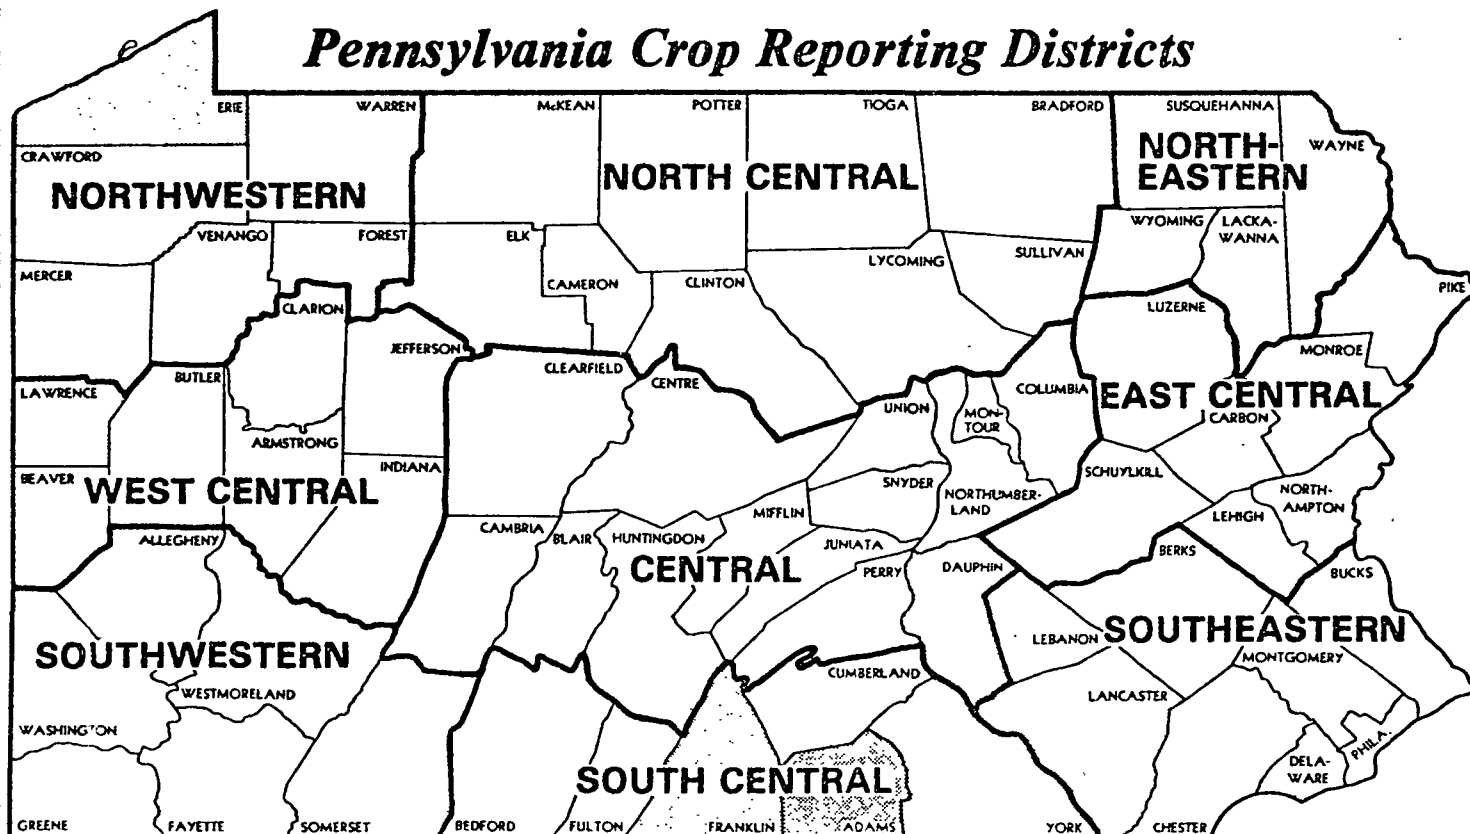 Pennsylvania Crop Reporting Districts
ERIE
WARREN
McKEAN
POTTER
TIOGA
BRADFORD
SUSQUEHANNA
WAYNE
CRAWFORD
NORTHWESTERN
NORTH CENTRAL
NORTH-
EASTERN
VENANGO
FOREST
ELK
WYOMING
LACKA-
WANNA
MERCER
CAMERON
CLINTON
LYCOMING
SULLIVAN
PIKE
CLARION
LUZERNE
JEFFERSON
MONROE
LAWRENCE
BUTLER
CLEARFIELD
CENTRE
UNION
MON-
TOUR
COLUMBIA
EAST CENTRAL
CARBON
ARMSTRONG
INDIANA
BEAVER
WEST CENTRAL
SNYDER
NORTHUMBER-
LAND
SCHUYLKILL
NORTH-
AMPTON
LEHIGH
ALLEGHENY
CAMBRIA
BLAIR
HUNTINGDON
MIFFLIN
JUNIATA
CENTRAL
PERRY
DAUPHIN
BERKS
BUCKS
SOUTHWESTERN
LEBANON
SOUTHEASTERN
MONTGOMERY
WESTMORELAND
CUMBERLAND
LANCASTER
WASHINGTON
PHILA.
DELA-
WARE
SOUTH CENTRAL
GREENE
FAYETTE
SOMERSET
BEDFORD
FULTON
FRANKLIN
ADAMS
YORK
CHESTER